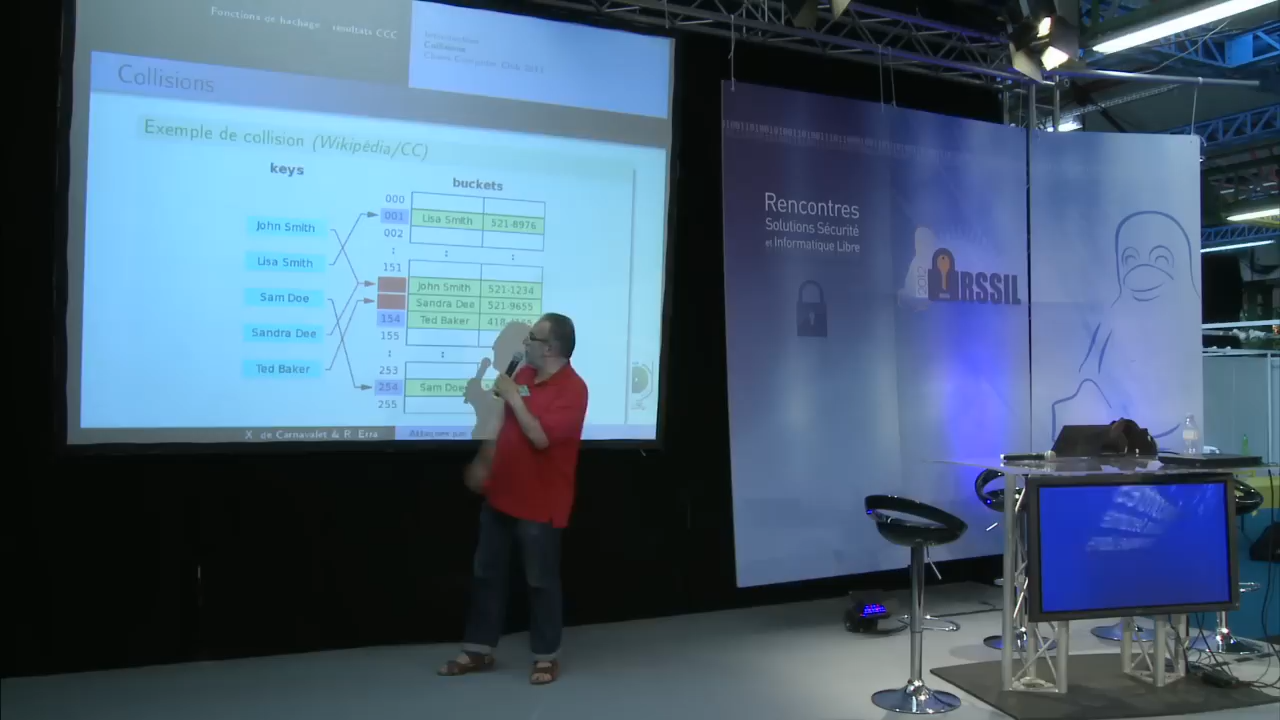 Fonctions de hachage résultats CCC
Introduction
Collisions
Collisions
Exemple de collision (Wikipédia/CC)
keys
buckets
000
001 Lisa Smith 521-8976
002
:
151
John Smith 521-1234
Sandra Dee 521-9655
154 Ted Baker
155
:
253
254 Sam Doe
255
John Smith
Lisa Smith
Sam Doe
Sandra Dee
Ted Baker
X. de Carnavalet & R. Erra
Rencontres
Solutions Sécurité
et Informatique Libre
RSSIL